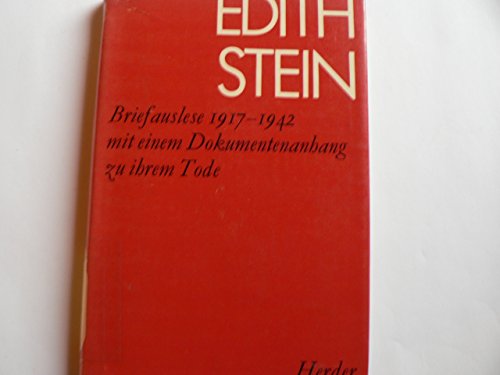 EDITH
STEIN
Briefauslese 1917–1942
mit einem Dokumentenanhang
zu ihrem Tode
Herder